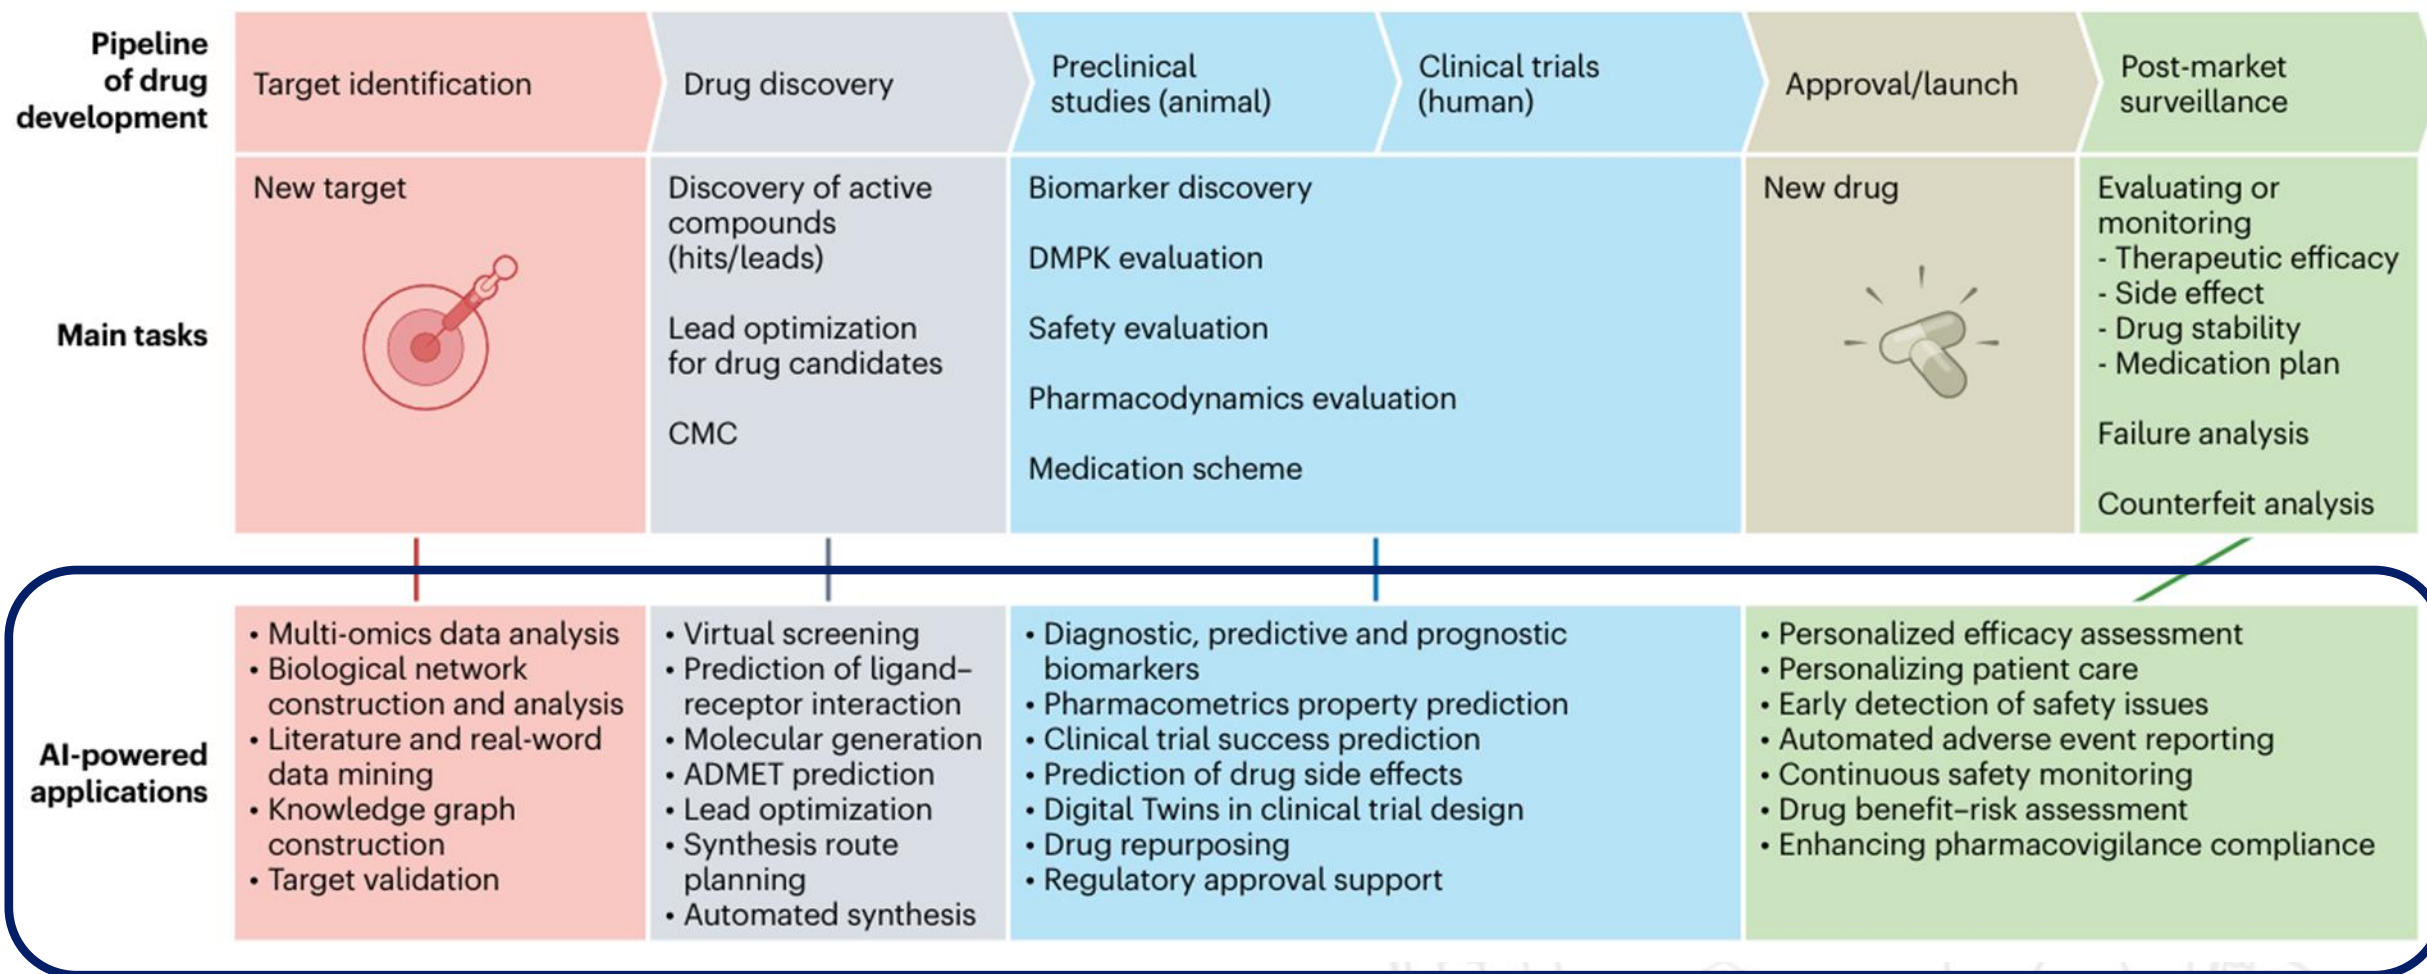 Pipeline
of drug
development
Target identification
Drug discovery
Preclinical
studies (animal)
Clinical trials
(human)
Approval/launch
Post-market
surveillance
Main tasks
New target
Discovery of active
compounds
(hits/leads)
Lead optimization
for drug candidates
CMC
Biomarker discovery
DMPK evaluation
Safety evaluation
Pharmacodynamics evaluation
Medication scheme
New drug
Evaluating or
monitoring
- Therapeutic efficacy
- Side effect
- Drug stability
- Medication plan
Failure analysis
Counterfeit analysis
AI-powered
applications
• Multi-omics data analysis
• Biological network
construction and analysis
• Literature and real-word
data mining
• Knowledge graph
construction
• Target validation
• Virtual screening
• Prediction of ligand–
receptor interaction
• Molecular generation
• ADMET prediction
• Lead optimization
• Synthesis route
planning
• Automated synthesis
• Diagnostic, predictive and prognostic
biomarkers
• Pharmacometrics property prediction
• Clinical trial success prediction
• Prediction of drug side effects
• Digital Twins in clinical trial design
• Drug repurposing
• Regulatory approval support
• Personalized efficacy assessment
• Personalizing patient care
• Early detection of safety issues
• Automated adverse event reporting
• Continuous safety monitoring
• Drug benefit–risk assessment
• Enhancing pharmacovigilance compliance